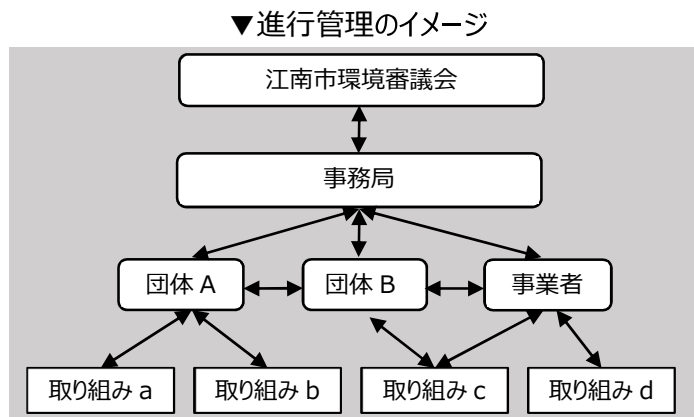 ▼進行管理のイメージ
江南市環境審議会
事務局
団体 A
団体 B
事業者
取り組み a
取り組み b
取り組み c
取り組み d